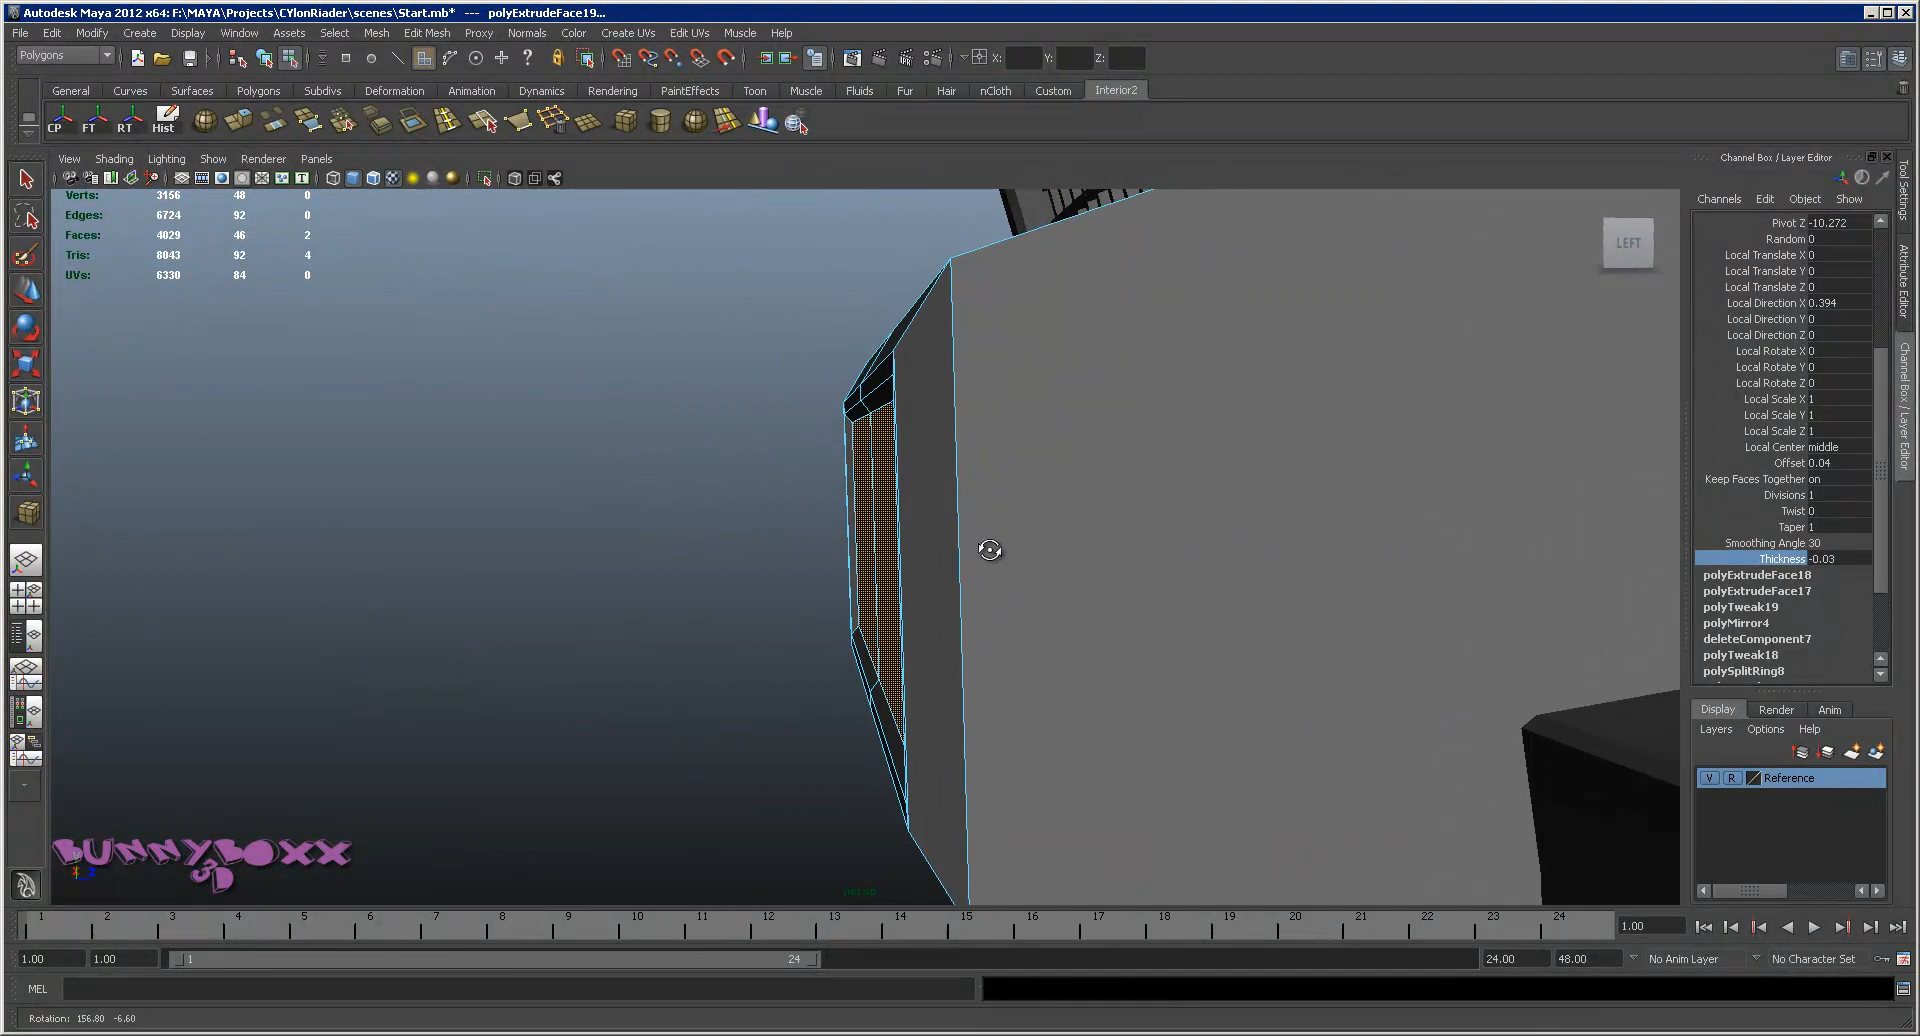 Autodesk Maya 2012 x64: F:\MAYA\Projects\CYlonRiader\scenes\Start.mb* --- polyExtrudeFace19...
File Edit Modify Create Display Window Assets Select Mesh Edit Mesh Proxy Normals Color Create UVs Edit UVs Muscle Help
Polygons X: Y: Z:
General Curves Surfaces Polygons Subdivs Deformation Animation Dynamics Rendering PaintEffects Toon Muscle Fluids Fur Hair nCloth Custom Interior2
CP FT RT Hist
View Shading Lighting Show Renderer Panels
Channel Box / Layer Editor
Verts: 3156 48 0
Edges: 6724 92 0
Faces: 4029 46 2
Tris: 8043 92 4
UVs: 6330 84 0
LEFT
Channels Edit Object Show
Pivot Z -10.272
Random 0
Local Translate X 0
Local Translate Y 0
Local Translate Z 0
Local Direction X 0.394
Local Direction Y 0
Local Direction Z 0
Local Rotate X 0
Local Rotate Y 0
Local Rotate Z 0
Local Scale X 1
Local Scale Y 1
Local Scale Z 1
Local Center middle
Offset 0.04
Keep Faces Together on
Divisions 1
Twist 0
Taper 1
Smoothing Angle 30
Thickness -0.03
polyExtrudeFace18
polyExtrudeFace17
polyTweak19
polyMirror4
deleteComponent7
polyTweak18
polySplitRing8
Tool Settings
Attribute Editor
Channel Box / Layer Editor
Display Render Anim
Layers Options Help
V R Reference
BUNNYBOXX
3D
persp
1 2 3 4 5 6 7 8 9 10 11 12 13 14 15 16 17 18 19 20 21 22 23 24 1.00
1.00 1.00 1 24 24.00 48.00 No Anim Layer No Character Set
MEL
Rotation: 156.80 -6.60